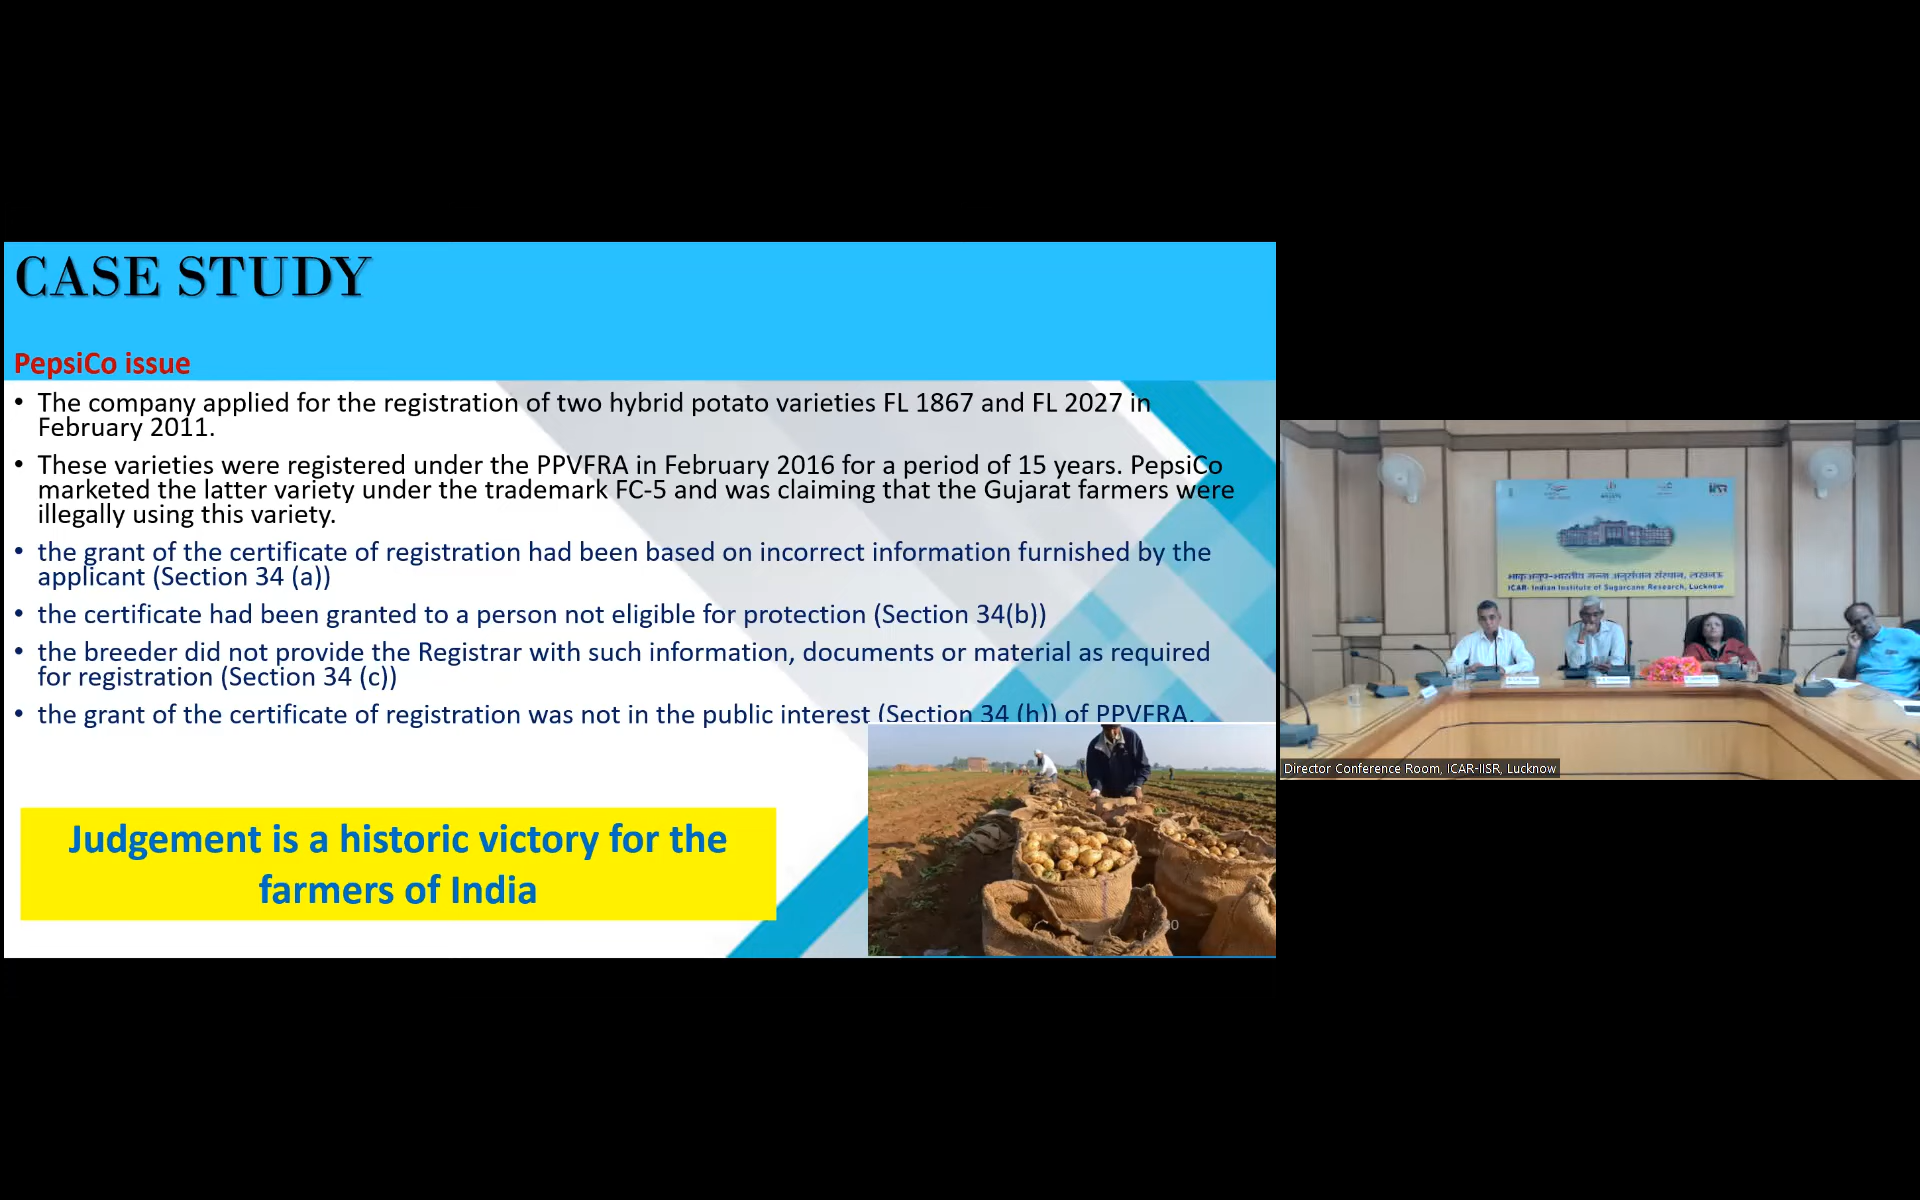 CASE STUDY
PepsiCo issue
• The company applied for the registration of two hybrid potato varieties FL 1867 and FL 2027 in
February 2011.
• These varieties were registered under the PPVFRA in February 2016 for a period of 15 years. PepsiCo
marketed the latter variety under the trademark FC-5 and was claiming that the Gujarat farmers were
illegally using this variety.
• the grant of the certificate of registration had been based on incorrect information furnished by the
applicant (Section 34 (a))
• the certificate had been granted to a person not eligible for protection (Section 34(b))
• the breeder did not provide the Registrar with such information, documents or material as required
for registration (Section 34 (c))
• the grant of the certificate of registration was not in the public interest (Section 34 (h)) of PPVFRA.
Judgement is a historic victory for the
farmers of India
भाकृअनुप-भारतीय गन्ना अनुसंधान संस्थान, लखनऊ
ICAR- Indian Institute of Sugarcane Research, Lucknow
Director Conference Room, ICAR-IISR, Lucknow